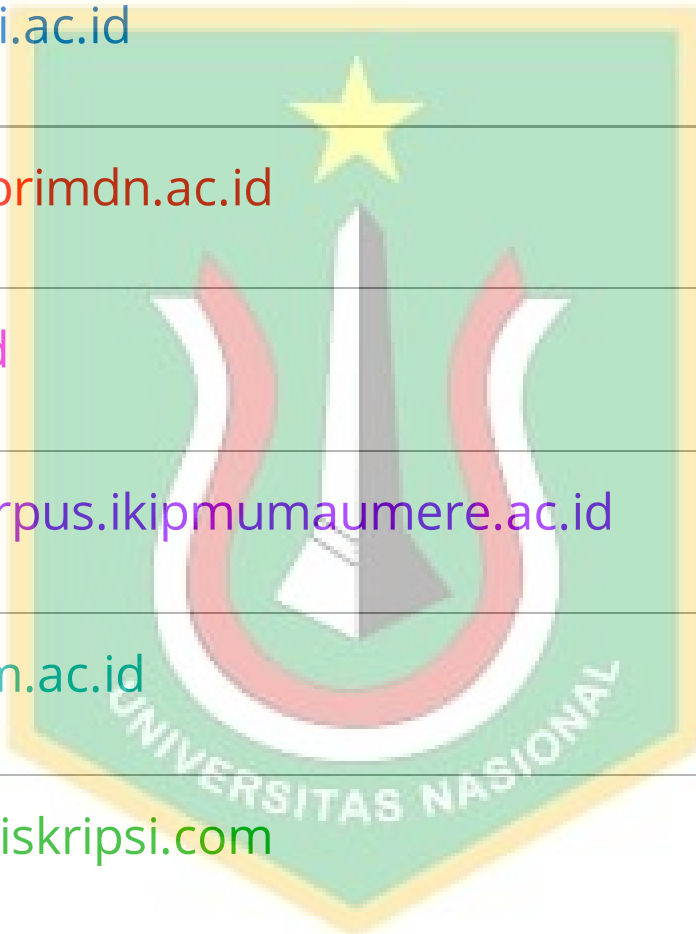 i.ac.id
primdn.ac.id
d
rpus.ikipmumaumere.ac.id
m.ac.id
UNIVERSITAS NASIONAL
iskripsi.com